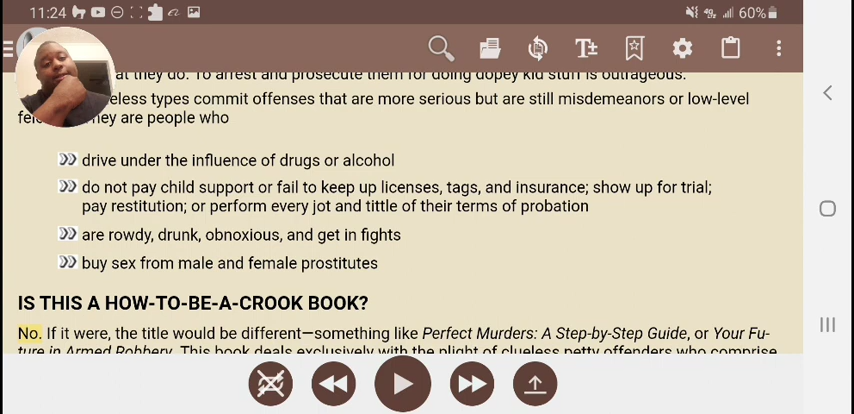 11:24
60%
at they do. To arrest and prosecute them for doing dopey kid stuff is outrageous.
eless types commit offenses that are more serious but are still misdemeanors or low-level
ey are people who
drive under the influence of drugs or alcohol
do not pay child support or fail to keep up licenses, tags, and insurance; show up for trial;
pay restitution; or perform every jot and tittle of their terms of probation
are rowdy, drunk, obnoxious, and get in fights
buy sex from male and female prostitutes
IS THIS A HOW-TO-BE-A-CROOK BOOK?
No. If it were, the title would be different—something like Perfect Murders: A Step-by-Step Guide, or Your Fu-
ture in Armed Robbery. This book deals exclusively with the plight of clueless petty offenders who comprise